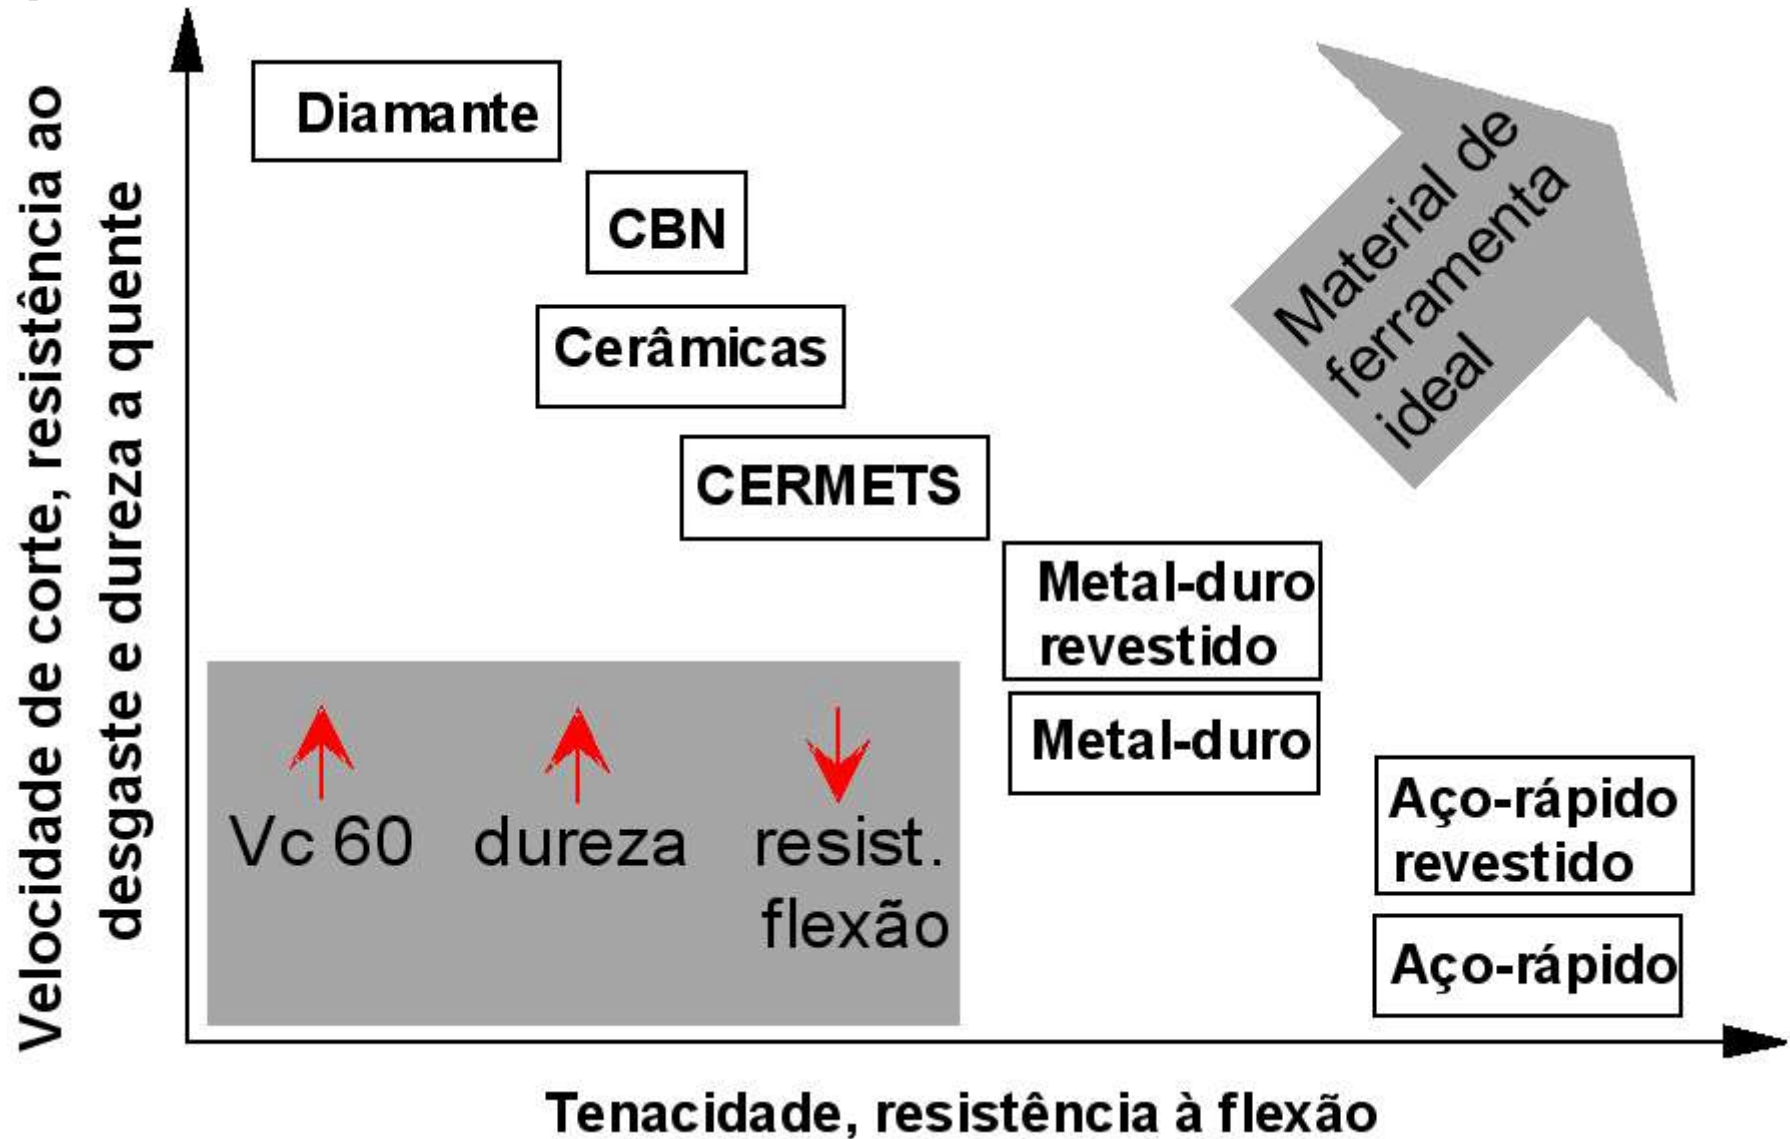 Velocidade de corte, resistência ao
desgaste e dureza a quente
Diamante
CBN
Cerâmicas
CERMETS
Metal-duro
revestido
Metal-duro
Aço-rápido
revestido
Aço-rápido
Material de
ferramenta
ideal
Vc 60
dureza
resist.
flexão
Tenacidade, resistência à flexão